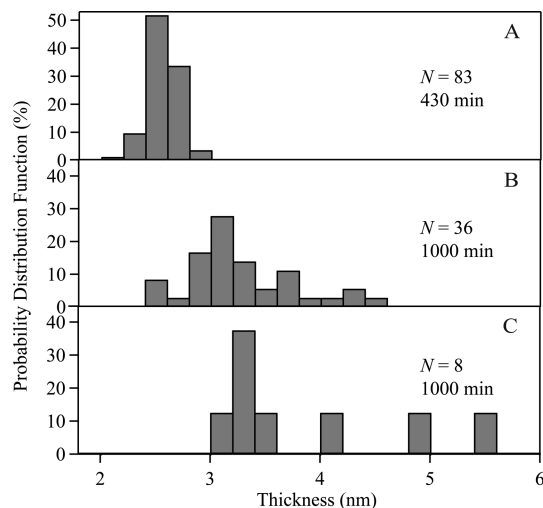 Probability Distribution Function (%)
50
40
30
20
10
0
A
N = 83
430 min
40
30
20
10
0
B
N = 36
1000 min
40
30
20
10
0
C
N = 8
1000 min
2 3 4 5 6
Thickness (nm)